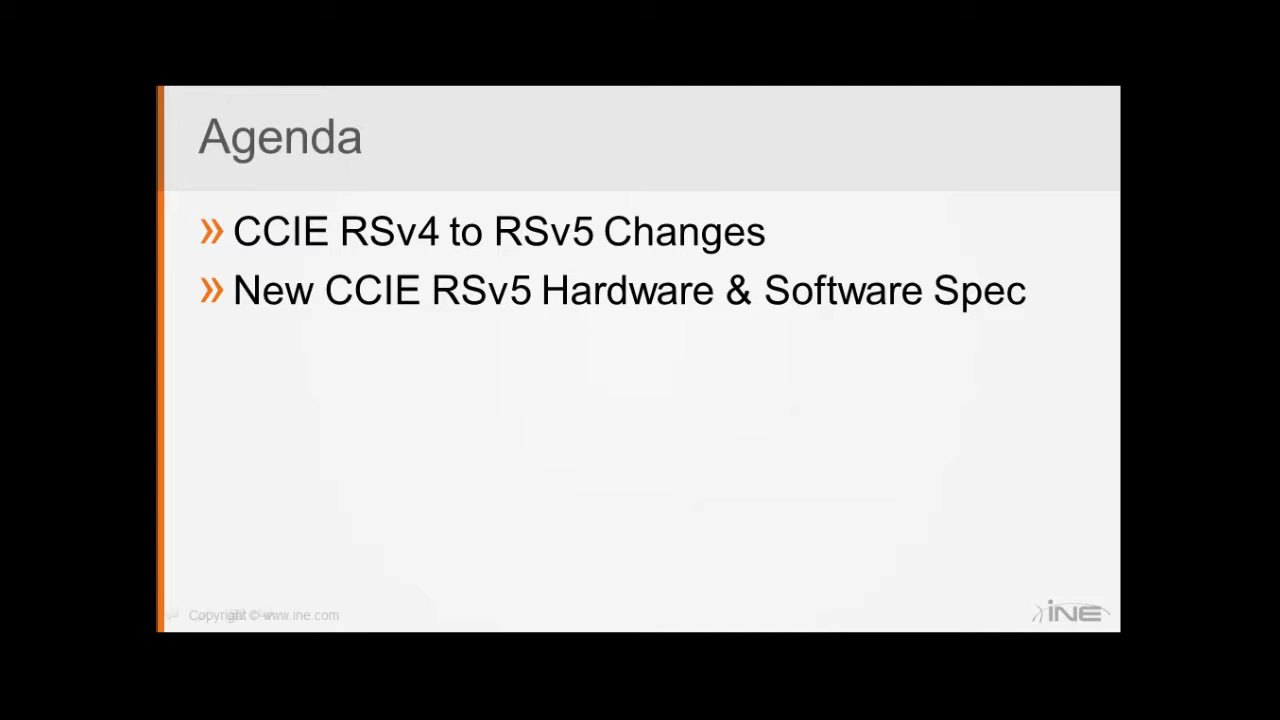 Agenda
» CCIE RSv4 to RSv5 Changes
» New CCIE RSv5 Hardware & Software Spec
Copyright © www.ine.com
iNE